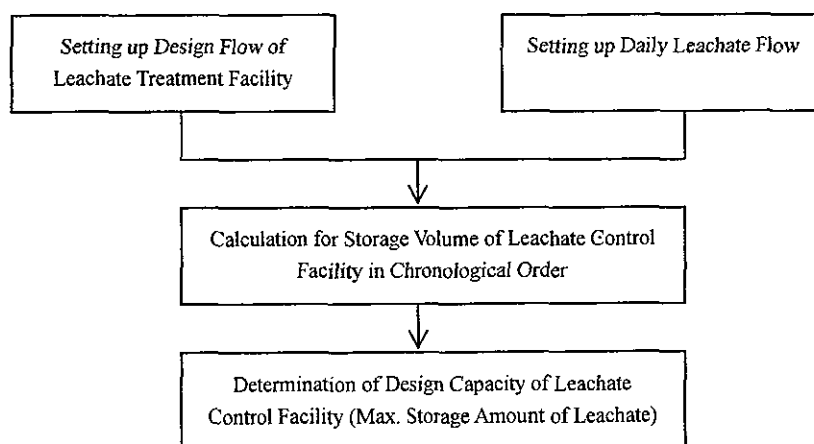 Setting up Design Flow of
Leachate Treatment Facility
Setting up Daily Leachate Flow
Calculation for Storage Volume of Leachate Control
Facility in Chronological Order
Determination of Design Capacity of Leachate
Control Facility (Max. Storage Amount of Leachate)